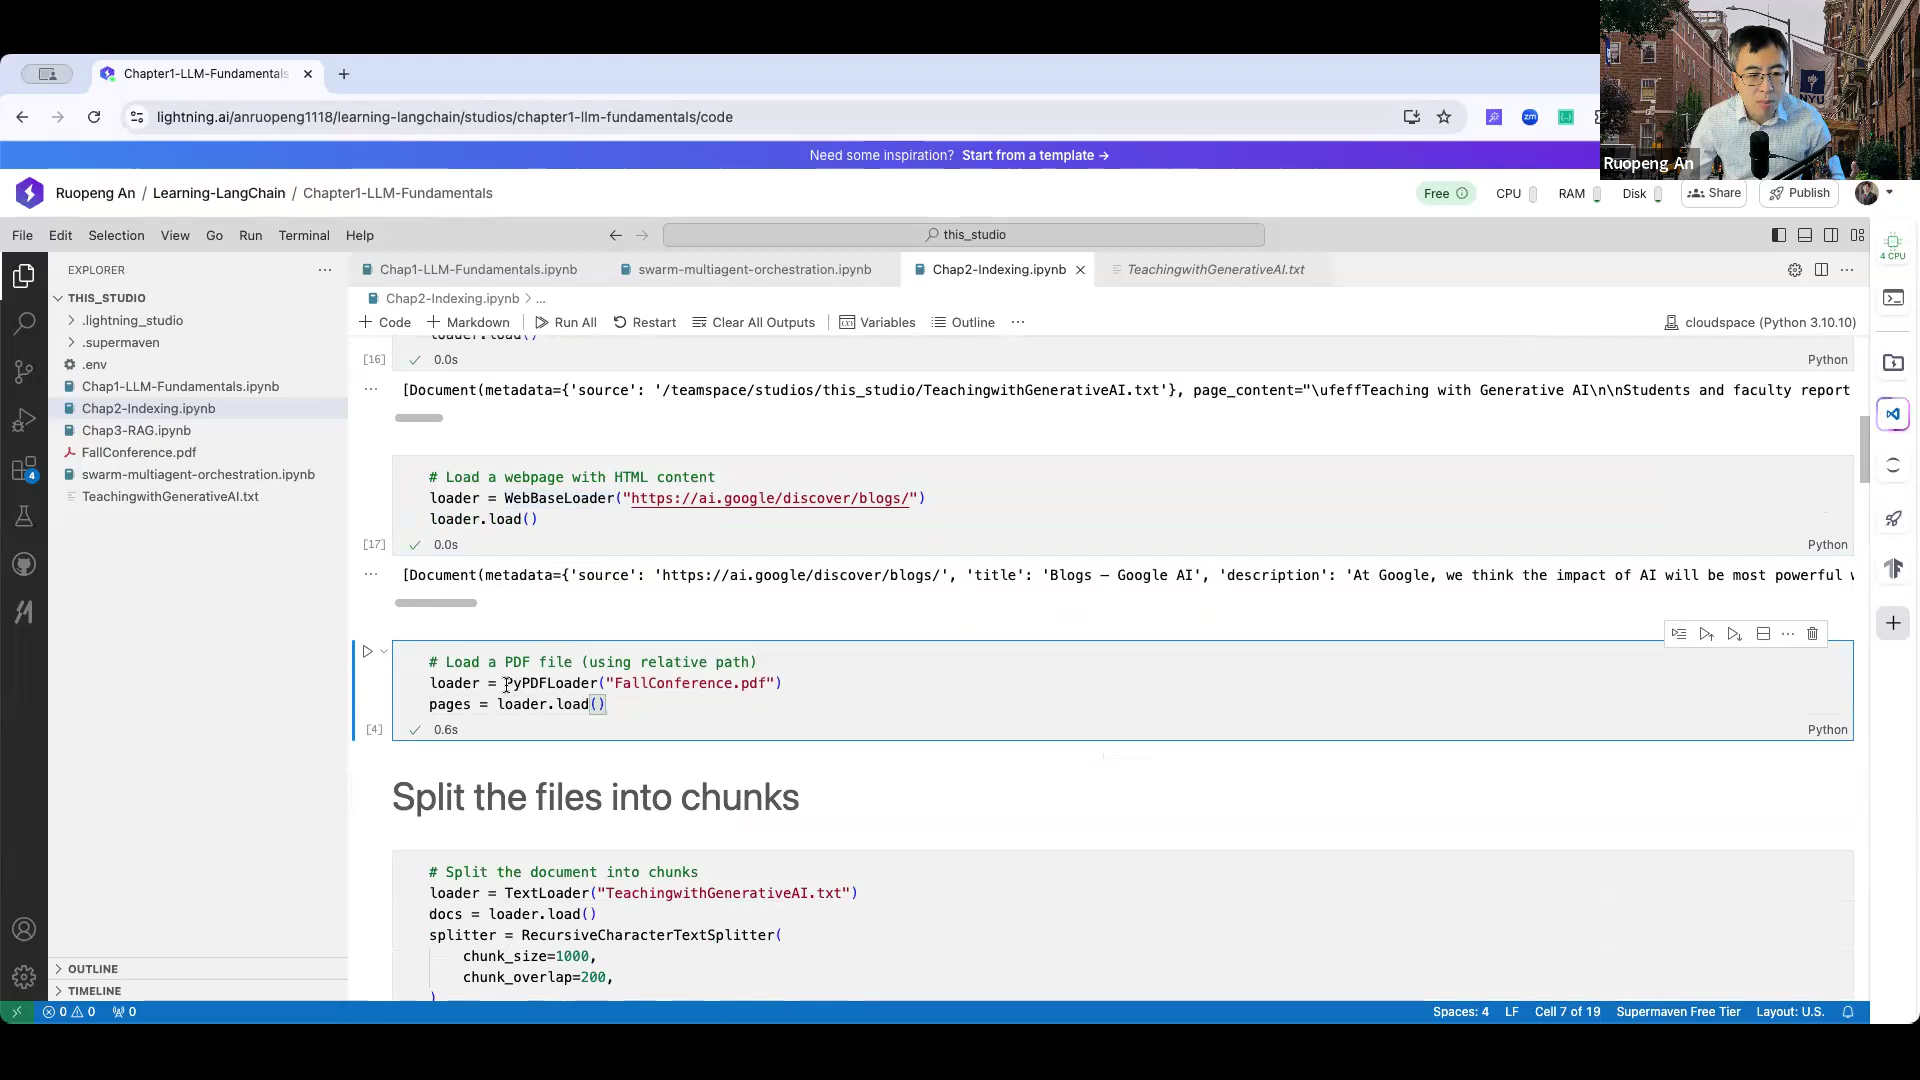 Chapter1-LLM-Fundamentals
lightning.ai/anruopeng1118/learning-langchain/studios/chapter1-llm-fundamentals/code
zm
NYU
Ruopeng An
Need some inspiration? Start from a template →
Ruopeng An / Learning-LangChain / Chapter1-LLM-Fundamentals
Free
CPU
RAM
Disk
Share
Publish
File Edit Selection View Go Run Terminal Help
this_studio
4 CPU
EXPLORER
Chap1-LLM-Fundamentals.ipynb
swarm-multiagent-orchestration.ipynb
Chap2-Indexing.ipynb
TeachingwithGenerativeAI.txt
THIS_STUDIO
.lightning_studio
.supermaven
.env
Chap1-LLM-Fundamentals.ipynb
Chap2-Indexing.ipynb
Chap3-RAG.ipynb
FallConference.pdf
swarm-multiagent-orchestration.ipynb
TeachingwithGenerativeAI.txt
4
OUTLINE
TIMELINE
Chap2-Indexing.ipynb > ...
+ Code + Markdown Run All Restart Clear All Outputs Variables Outline ...
cloudspace (Python 3.10.10)
loader.load()
[16] 0.0s Python
[Document(metadata={'source': '/teamspace/studios/this_studio/TeachingwithGenerativeAI.txt'}, page_content="\ufeffTeaching with Generative AI\n\nStudents and faculty report
# Load a webpage with HTML content
loader = WebBaseLoader("https://ai.google/discover/blogs/")
loader.load()
[17] 0.0s Python
[Document(metadata={'source': 'https://ai.google/discover/blogs/', 'title': 'Blogs – Google AI', 'description': 'At Google, we think the impact of AI will be most powerful w
# Load a PDF file (using relative path)
loader = PyPDFLoader("FallConference.pdf")
pages = loader.load()
[4] 0.6s Python
Split the files into chunks
# Split the document into chunks
loader = TextLoader("TeachingwithGenerativeAI.txt")
docs = loader.load()
splitter = RecursiveCharacterTextSplitter(
chunk_size=1000,
chunk_overlap=200,
)
0 0 0
Spaces: 4 LF Cell 7 of 19 Supermaven Free Tier Layout: U.S.